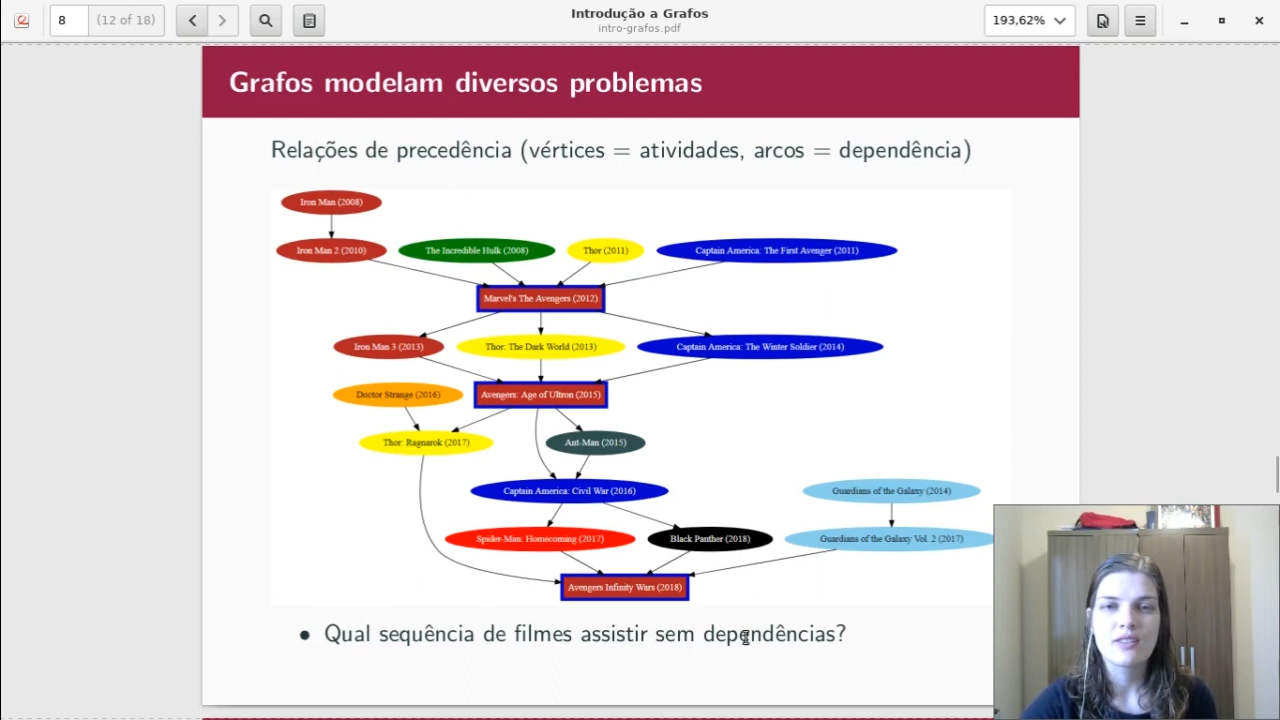 8 (12 of 18)
Introdução a Grafos
intro-grafos.pdf
193,62%
Grafos modelam diversos problemas
Relações de precedência (vértices = atividades, arcos = dependência)
Iron Man (2008)
Iron Man 2 (2010) The Incredible Hulk (2008) Thor (2011) Captain America: The First Avenger (2011)
Marvel's The Avengers (2012)
Iron Man 3 (2013) Thor: The Dark World (2013) Captain America: The Winter Soldier (2014)
Doctor Strange (2016) Avengers: Age of Ultron (2015)
Thor: Ragnarok (2017) Ant-Man (2015)
Captain America: Civil War (2016) Guardians of the Galaxy (2014)
Spider-Man: Homecoming (2017) Black Panther (2018) Guardians of the Galaxy Vol. 2 (2017)
Avengers Infinity Wars (2018)
• Qual sequência de filmes assistir sem dependências?